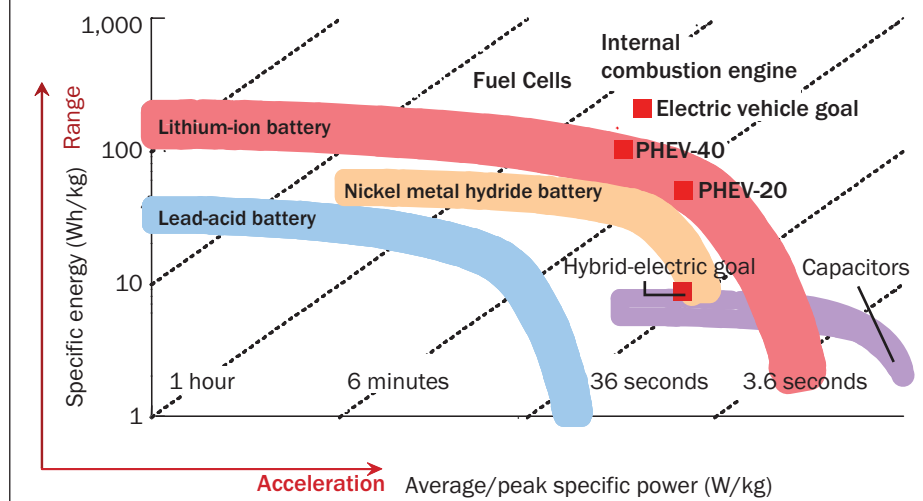 1,000
Internal
combustion engine
Fuel Cells
Electric vehicle goal
Lithium-ion battery
100
PHEV-40
Nickel metal hydride battery
PHEV-20
Lead-acid battery
Hybrid-electric goal
Capacitors
10
1 hour
6 minutes
36 seconds
3.6 seconds
1
Specific energy (Wh/kg)
Range
Acceleration
Average/peak specific power (W/kg)